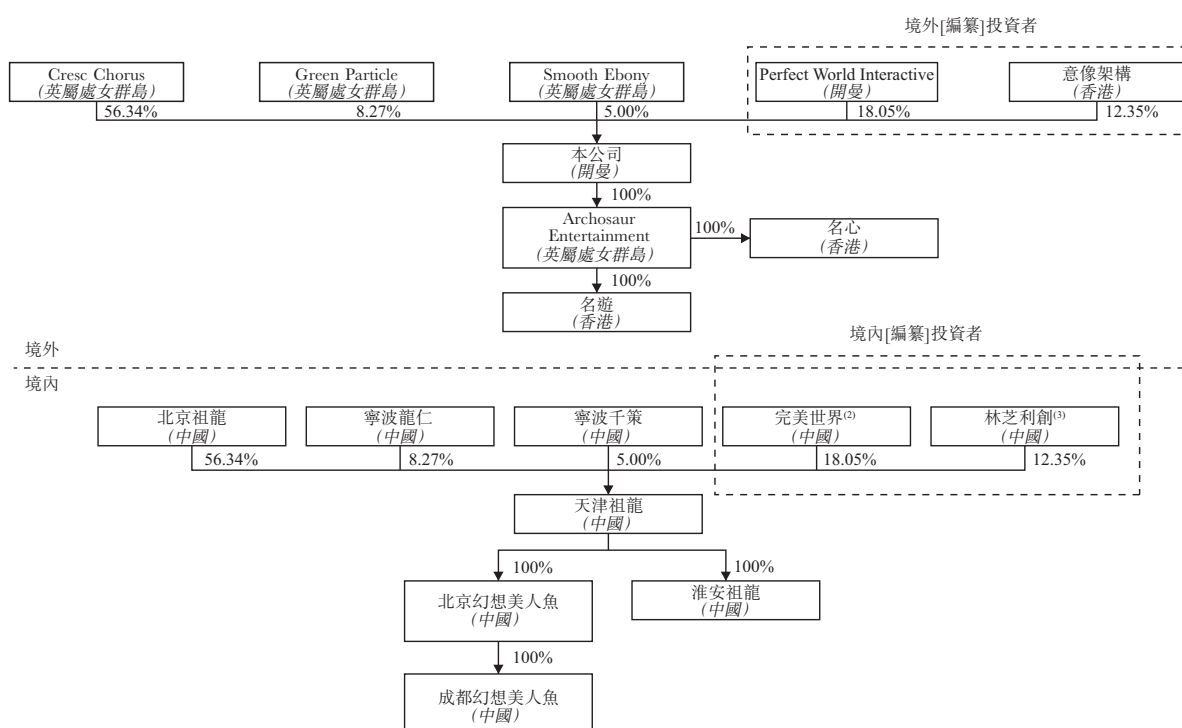 境外[編纂]投資者
Cresc Chorus
(英屬處女群島)
Green Particle
(英屬處女群島)
Smooth Ebony
(英屬處女群島)
Perfect World Interactive
(開曼)
意像架構
(香港)
56.34%
8.27%
5.00%
18.05%
12.35%
本公司
(開曼)
100%
Archosaur
Entertainment
(英屬處女群島)
100%
名心
(香港)
100%
名遊
(香港)
境內[編纂]投資者
境外
境內
北京祖龍
(中國)
寧波龍仁
(中國)
寧波千策
(中國)
完美世界(2)
(中國)
林芝利創(3)
(中國)
56.34%
8.27%
5.00%
18.05%
12.35%
天津祖龍
(中國)
100%
100%
北京幻想美人魚
(中國)
淮安祖龍
(中國)
100%
成都幻想美人魚
(中國)